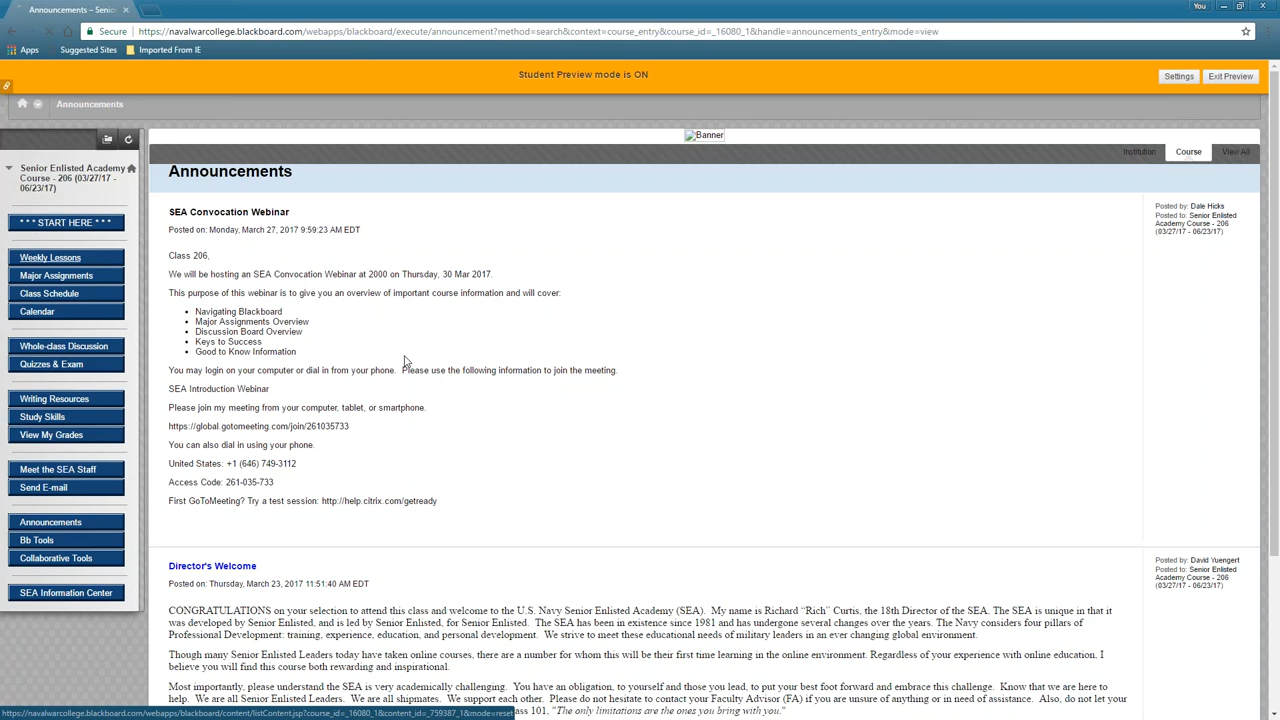 Announcements – Senio
You
Secure
https://navalwarcollege.blackboard.com/webapps/blackboard/execute/announcement?method=search&context=course_entry&course_id=_16080_1&handle=announcements_entry&mode=view
Apps
Suggested Sites
Imported From IE
Student Preview mode is ON
Settings
Exit Preview
Announcements
Senior Enlisted Academy
Course - 206 (03/27/17 -
06/23/17)
* * * START HERE * * *
Weekly Lessons
Major Assignments
Class Schedule
Calendar
Whole-class Discussion
Quizzes & Exam
Writing Resources
Study Skills
View My Grades
Meet the SEA Staff
Send E-mail
Announcements
Bb Tools
Collaborative Tools
SEA Information Center
Banner
Institution
Course
View All
Announcements
SEA Convocation Webinar
Posted on: Monday, March 27, 2017 9:59:23 AM EDT
Class 206,
We will be hosting an SEA Convocation Webinar at 2000 on Thursday, 30 Mar 2017.
This purpose of this webinar is to give you an overview of important course information and will cover:
• Navigating Blackboard
• Major Assignments Overview
• Discussion Board Overview
• Keys to Success
• Good to Know Information
You may login on your computer or dial in from your phone. Please use the following information to join the meeting.
SEA Introduction Webinar
Please join my meeting from your computer, tablet, or smartphone.
https://global.gotomeeting.com/join/261035733
You can also dial in using your phone.
United States: +1 (646) 749-3112
Access Code: 261-035-733
First GoToMeeting? Try a test session: http://help.citrix.com/getready
Posted by: Dale Hicks
Posted to: Senior Enlisted
Academy Course - 206
(03/27/17 - 06/23/17)
Director's Welcome
Posted on: Thursday, March 23, 2017 11:51:40 AM EDT
CONGRATULATIONS on your selection to attend this class and welcome to the U.S. Navy Senior Enlisted Academy (SEA). My name is Richard “Rich” Curtis, the 18th Director of the SEA. The SEA is unique in that it
was developed by Senior Enlisted, and is led by Senior Enlisted, for Senior Enlisted. The SEA has been in existence since 1981 and has undergone several changes over the years. The Navy considers four pillars of
Professional Development: training, experience, education, and personal development. We strive to meet these educational needs of military leaders in an ever changing global environment.
Though many Senior Enlisted Leaders today have taken online courses, there are a number for whom this will be their first time learning in the online environment. Regardless of your experience with online education, I
believe you will find this course both rewarding and inspirational.
Most importantly, please understand the SEA is very academically challenging. You have an obligation, to yourself and those you lead, to put your best foot forward and embrace this challenge. Know that we are here to
help. We are all Senior Enlisted Leaders. We are all shipmates. We support each other. Please do not hesitate to contact your Faculty Advisor (FA) if you are unsure of anything or in need of assistance. Also, do not let your
ass 101, "The only limitations are the ones you bring with you."
Posted by: David Yuengert
Posted to: Senior Enlisted
Academy Course - 206
(03/27/17 - 06/23/17)
https://navalwarcollege.blackboard.com/webapps/blackboard/content/listContent.jsp?course_id=_16080_1&content_id=_759387_1&mode=reset